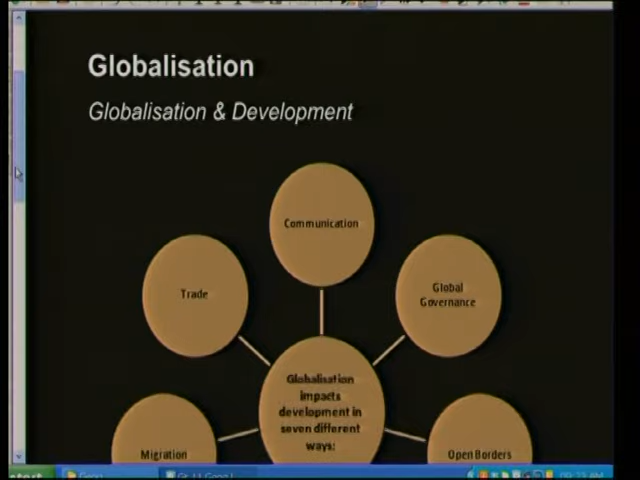 Globalisation
Globalisation & Development
Communication
Trade
Global
Governance
Globalisation
impacts
development in
seven different
ways:
Migration
Open Borders